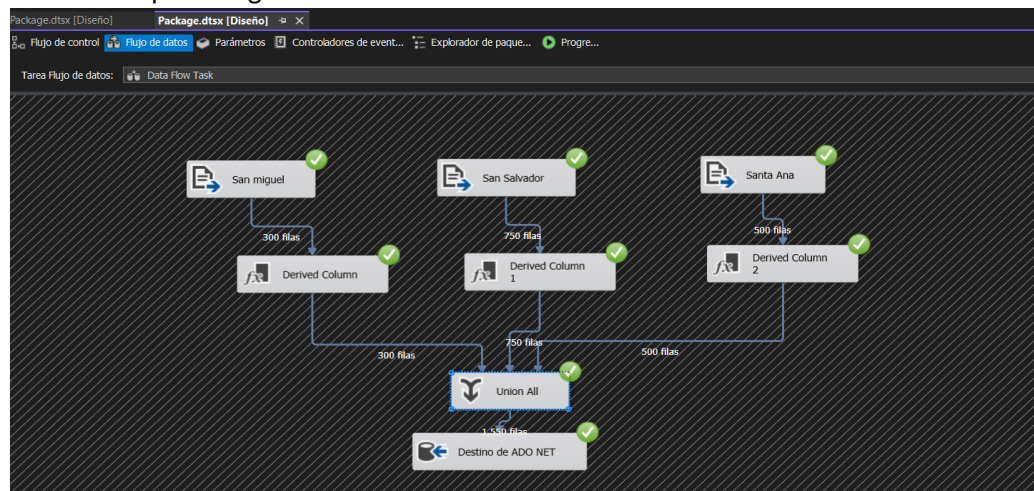 Package.dtsx [Diseño] Package.dtsx [Diseño]
Flujo de control Flujo de datos Parámetros Controladores de event... Explorador de paque... Progre...
Tarea Flujo de datos: Data Flow Task
San miguel San Salvador Santa Ana
300 filas 750 filas 500 filas
Derived Column Derived Column 1 Derived Column 2
300 filas 750 filas 500 filas
Union All
1,550 filas
Destino de ADO NET